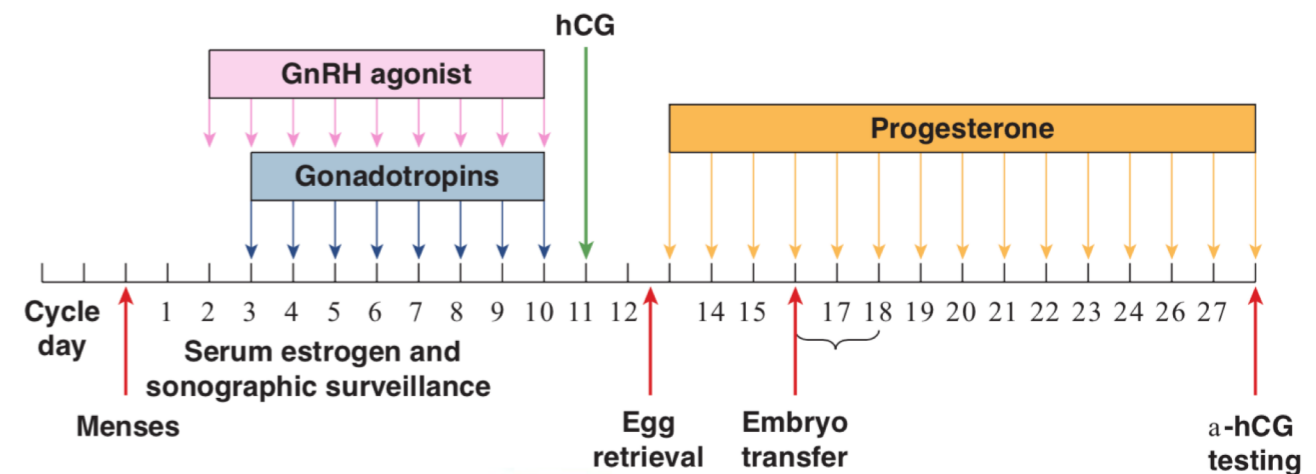 hCG
GnRH agonist
Progesterone
Gonadotropins
Cycle
day
1 2 3 4 5 6 7 8 9 10 11 12 14 15 17 18 19 20 21 22 23 24 26 27
Serum estrogen and
sonographic surveillance
Menses
Egg
retrieval
Embryo
transfer
a-hCG
testing